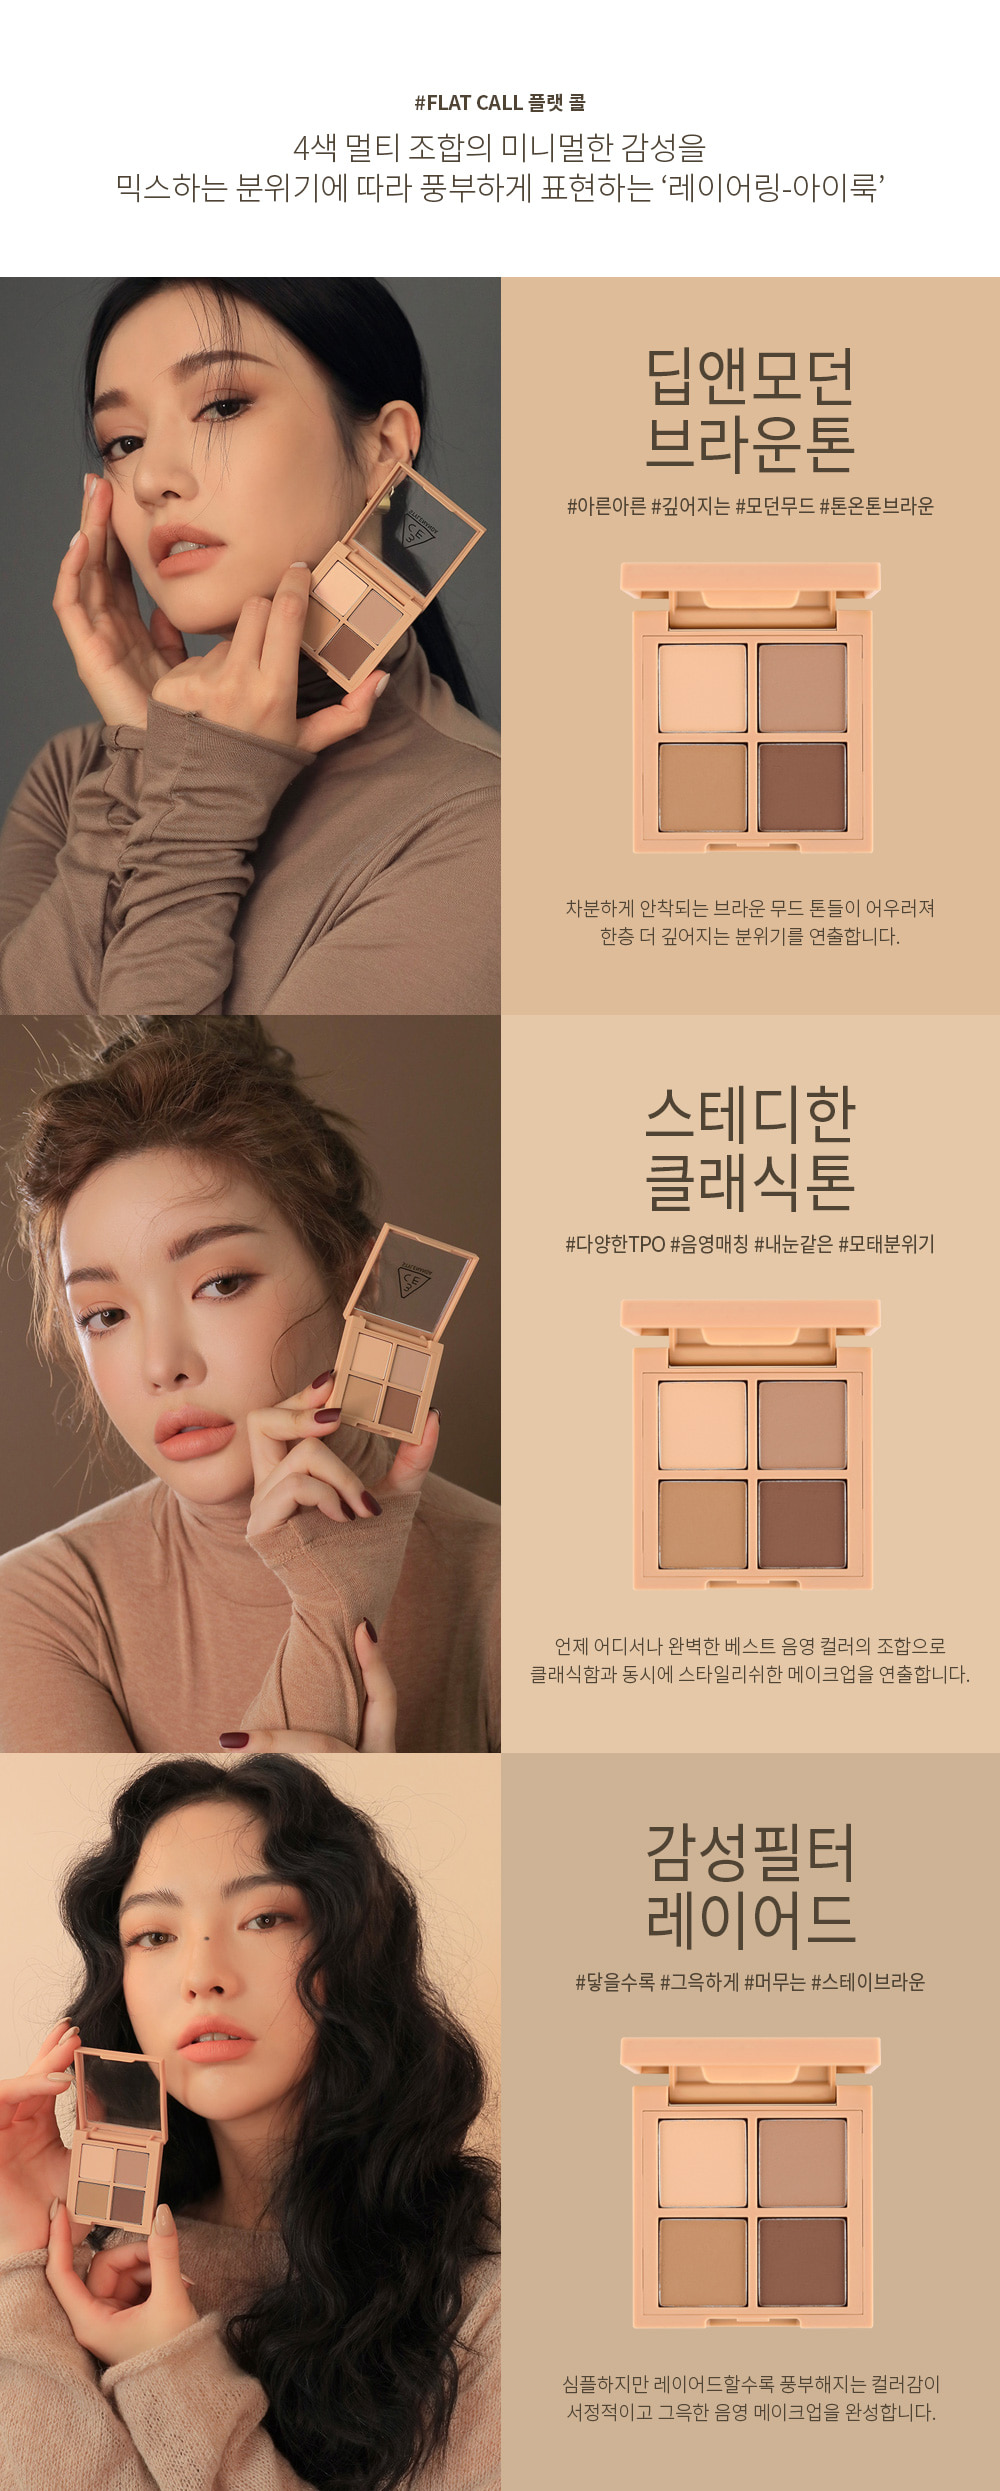 #FLAT CALL 플랫 콜
4색 멀티 조합의 미니멀한 감성을
믹스하는 분위기에 따라 풍부하게 표현하는 ‘레이어링-아이룩’
딥앤모던
브라운톤
#아른아른 #깊어지는 #모던무드 #톤온톤브라운
3CE
차분하게 안착되는 브라운 무드 톤들이 어우러져
한층 더 깊어지는 분위기를 연출합니다.
스테디한
클래식톤
#다양한TPO #음영매칭 #내눈같은 #모태분위기
3CE
언제 어디서나 완벽한 베스트 음영 컬러의 조합으로
클래식함과 동시에 스타일리쉬한 메이크업을 연출합니다.
감성필터
레이어드
#닿을수록 #그윽하게 #머무는 #스테이브라운
심플하지만 레이어드할수록 풍부해지는 컬러감이
서정적이고 그윽한 음영 메이크업을 완성합니다.